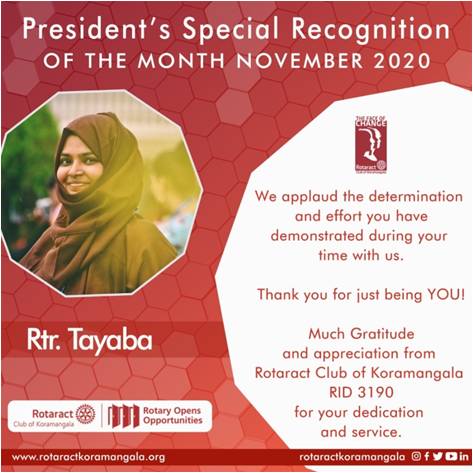 President's Special Recognition
OF THE MONTH NOVEMBER 2020
THE FACE OF
CHANGE
Rotaract
Club of Koramangala
We applaud the determination
and effort you have
demonstrated during your
time with us.
Thank you for just being YOU!
Much Gratitude
and appreciation from
Rotaract Club of Koramangala
RID 3190
for your dedication
and service.
Rtr. Tayaba
Rotaract
Club of Koramangala
Rotary Opens
Opportunities
www.rotaractkoramangala.org
rotaractkoramangala